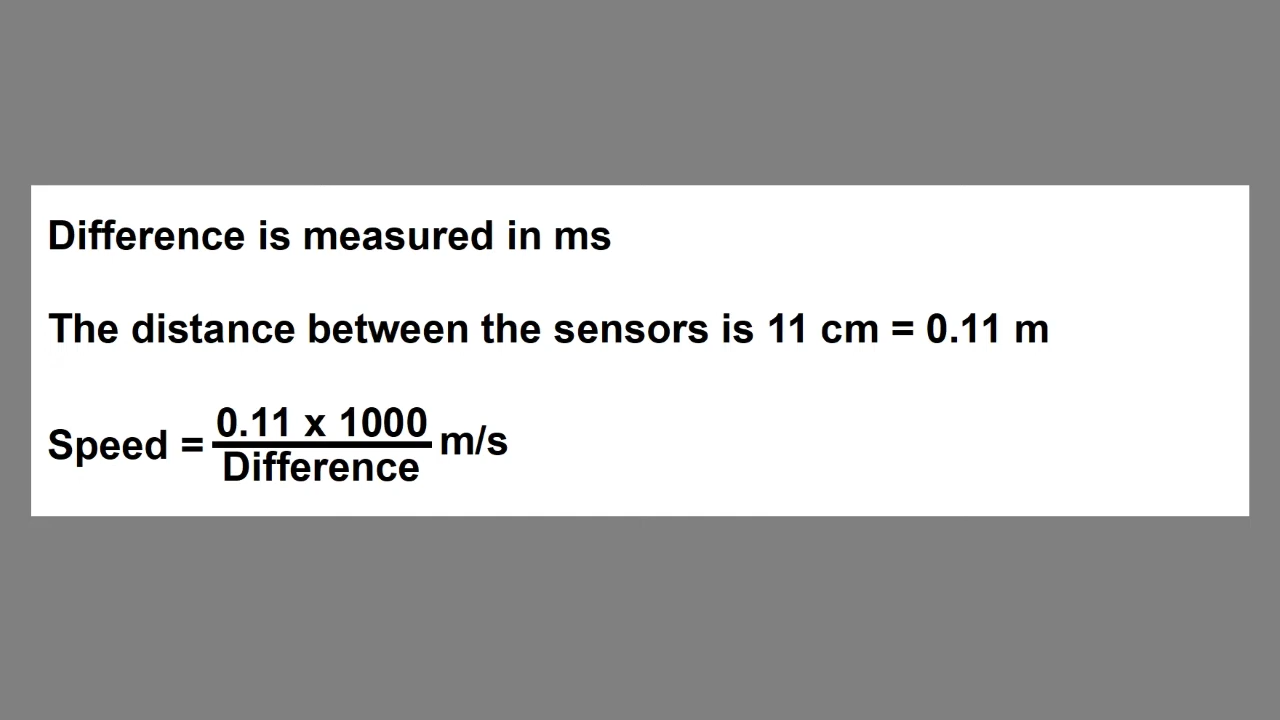 Difference is measured in ms
The distance between the sensors is 11 cm = 0.11 m
0.11 x 1000
Speed = m/s
Difference